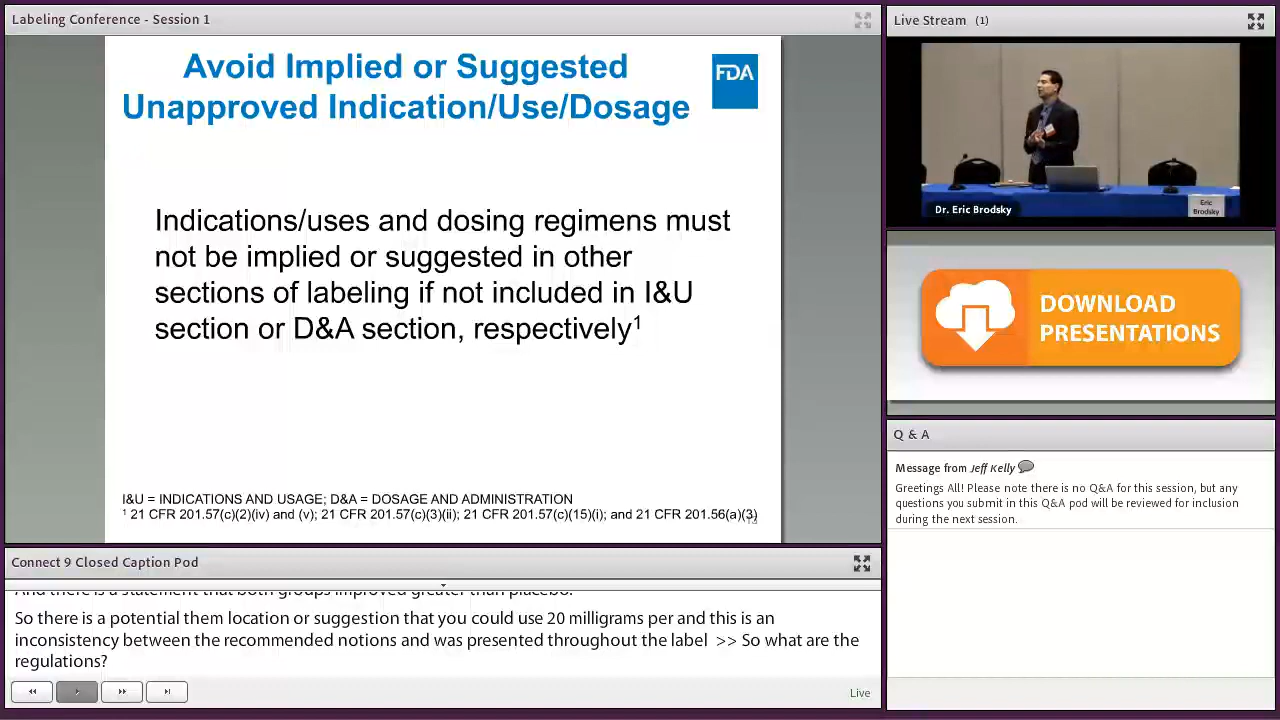 Labeling Conference - Session 1
Avoid Implied or Suggested
Unapproved Indication/Use/Dosage
FDA
Indications/uses and dosing regimens must
not be implied or suggested in other
sections of labeling if not included in I&U
section or D&A section, respectively1
I&U = INDICATIONS AND USAGE; D&A = DOSAGE AND ADMINISTRATION
1 21 CFR 201.57(c)(2)(iv) and (v); 21 CFR 201.57(c)(3)(ii); 21 CFR 201.57(c)(15)(i); and 21 CFR 201.56(a)(3)
Connect 9 Closed Caption Pod
And there is a statement that both groups improved greater than placebo.
So there is a potential them location or suggestion that you could use 20 milligrams per and this is an
inconsistency between the recommended notions and was presented throughout the label >> So what are the
regulations?
Live
Live Stream (1)
Dr. Eric Brodsky
Eric
Brodsky
DOWNLOAD
PRESENTATIONS
Q & A
Message from Jeff Kelly
Greetings All! Please note there is no Q&A for this session, but any
questions you submit in this Q&A pod will be reviewed for inclusion
during the next session.